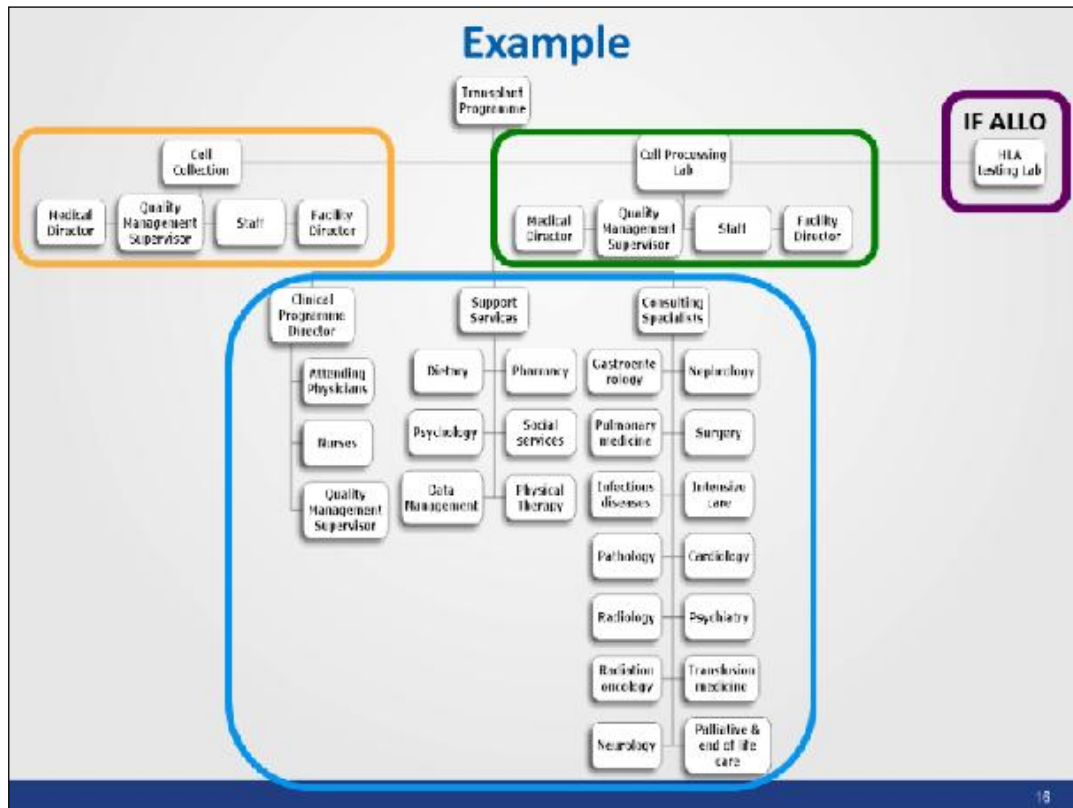 Example
Transplant
Programme
IF ALLO
Cell
Collection
Cell Processing
Lab
HLA
testing Lab
Medical
Director
Quality
Management
Supervisor
Staff
Facility
Director
Medical
Director
Quality
Management
Supervisor
Staff
Facility
Director
Clinical
Programme
Director
Support
Services
Consulting
Specialists
Attending
Physicians
Nurses
Quality
Management
Supervisor
Dietary
Pharmacy
Psychology
Social
services
Data
Management
Physical
Therapy
Gastroente
rology
Nephrology
Pulmonary
medicine
Surgery
Infectious
diseases
Intensive
care
Pathology
Cardiology
Radiology
Psychiatry
Radiation
oncology
Transfusion
medicine
Neurology
Palliative &
end of life
care
16